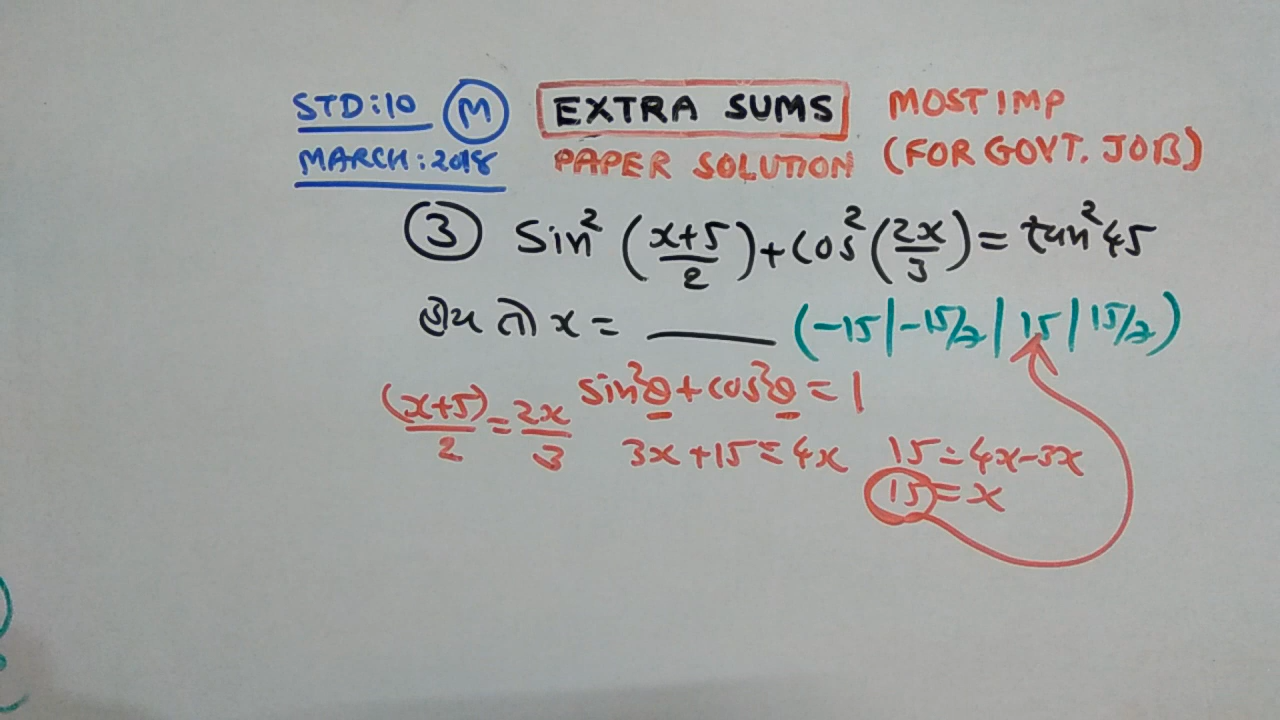 STD:10 M EXTRA SUMS MOST IMP
MARCH:2018 PAPER SOLUTION (FOR GOVT. JOB)
3 Sin² (x+5/2) + Cos² (2x/3) = tan² 45
હોય તો x = ____ (-15 | -15/2 | 15 | 15/2)
(x+5)/2 = 2x/3 sin²θ + cos²θ = 1
3x+15 = 4x 15 = 4x-3x
15 = x